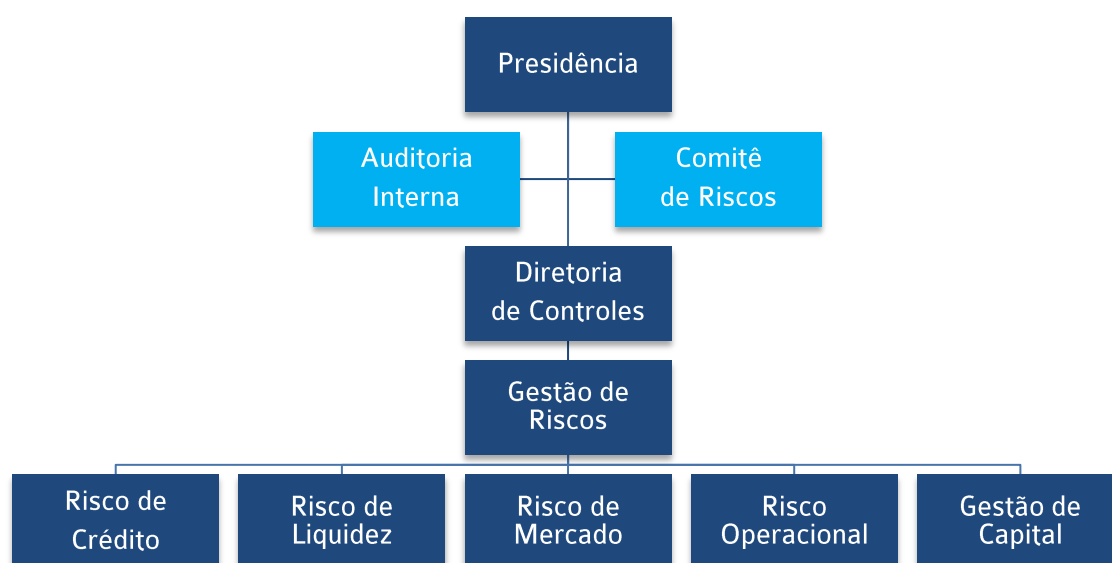 Presidência
Auditoria
Interna
Comitê
de Riscos
Diretoria
de Controles
Gestão de
Riscos
Risco de
Crédito
Risco de
Liquidez
Risco de
Mercado
Risco
Operacional
Gestão de
Capital